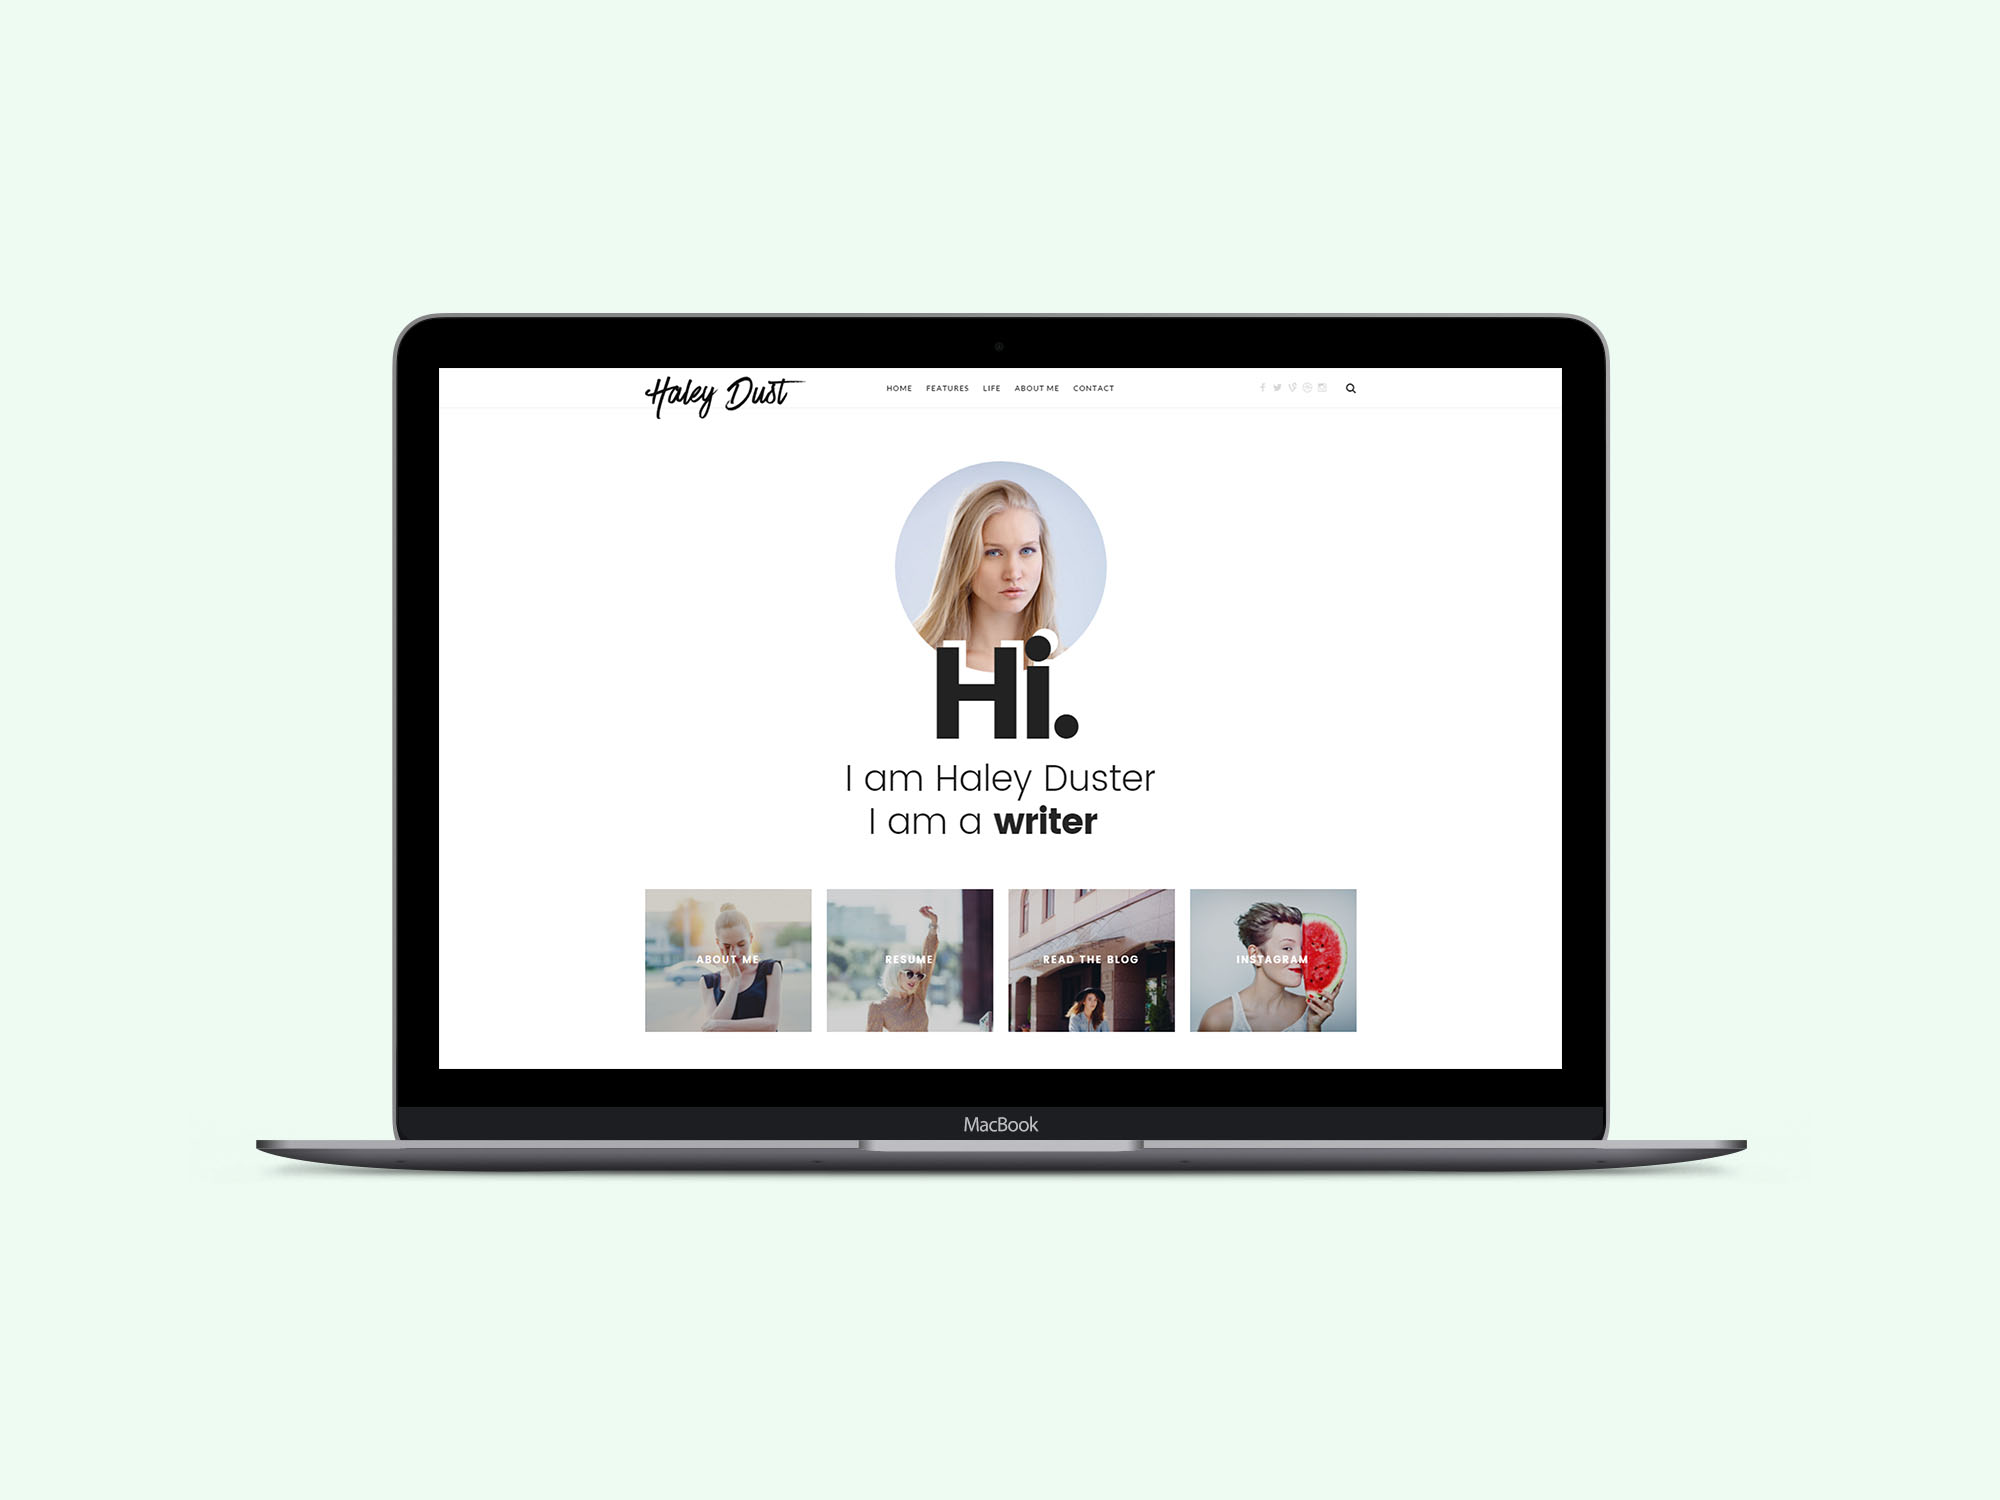 Haley Dust
HOME FEATURES LIFE ABOUT ME CONTACT
Hi.
I am Haley Duster
I am a writer
ABOUT ME
RESUME
READ THE BLOG
INSTAGRAM
MacBook